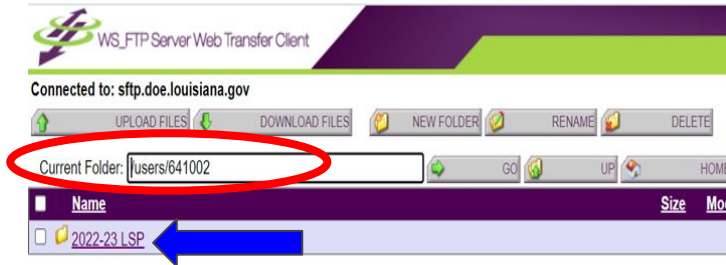 WS_FTP Server Web Transfer Client
Connected to: sftp.doe.louisiana.gov
UPLOAD FILES DOWNLOAD FILES NEW FOLDER RENAME DELETE
Current Folder: /users/641002 GO UP HOME
Name Size Mo
2022-23 LSP